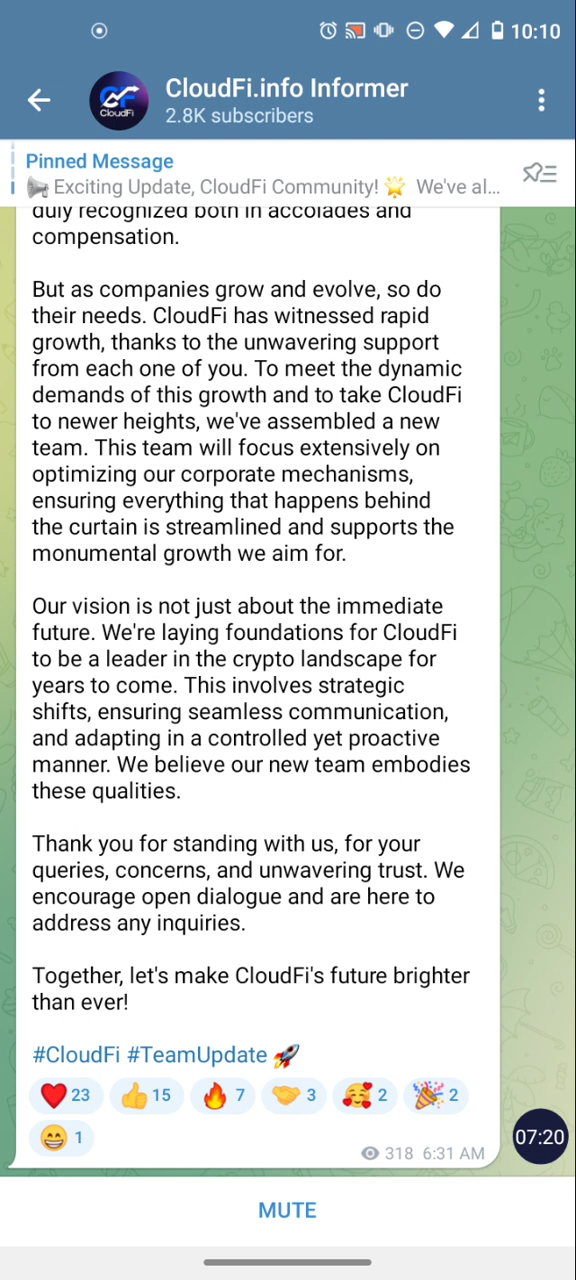 10:10
CloudFi
CloudFi.info Informer
2.8K subscribers
Pinned Message
📢 Exciting Update, CloudFi Community! 🌟 We've al...
duly recognized both in accolades and
compensation.
But as companies grow and evolve, so do
their needs. CloudFi has witnessed rapid
growth, thanks to the unwavering support
from each one of you. To meet the dynamic
demands of this growth and to take CloudFi
to newer heights, we've assembled a new
team. This team will focus extensively on
optimizing our corporate mechanisms,
ensuring everything that happens behind
the curtain is streamlined and supports the
monumental growth we aim for.
Our vision is not just about the immediate
future. We're laying foundations for CloudFi
to be a leader in the crypto landscape for
years to come. This involves strategic
shifts, ensuring seamless communication,
and adapting in a controlled yet proactive
manner. We believe our new team embodies
these qualities.
Thank you for standing with us, for your
queries, concerns, and unwavering trust. We
encourage open dialogue and are here to
address any inquiries.
Together, let's make CloudFi's future brighter
than ever!
#CloudFi #TeamUpdate 🚀
❤️ 23 👍 15 🔥 7 🤝 3 🥰 2 🎉 2
😁 1
318 6:31 AM
07:20
MUTE